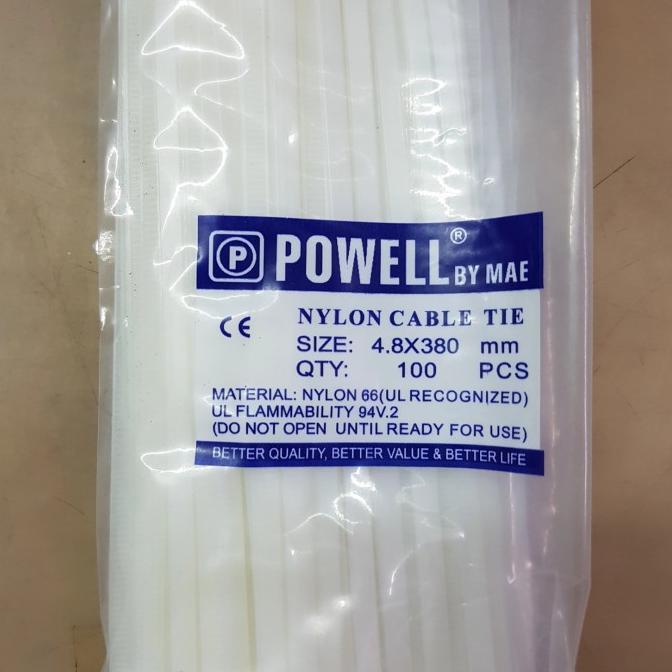 P POWELL® BY MAE
CE
NYLON CABLE TIE
SIZE: 4.8X380 mm
QTY: 100 PCS
MATERIAL: NYLON 66(UL RECOGNIZED)
UL FLAMMABILITY 94V.2
(DO NOT OPEN UNTIL READY FOR USE)
BETTER QUALITY, BETTER VALUE & BETTER LIFE